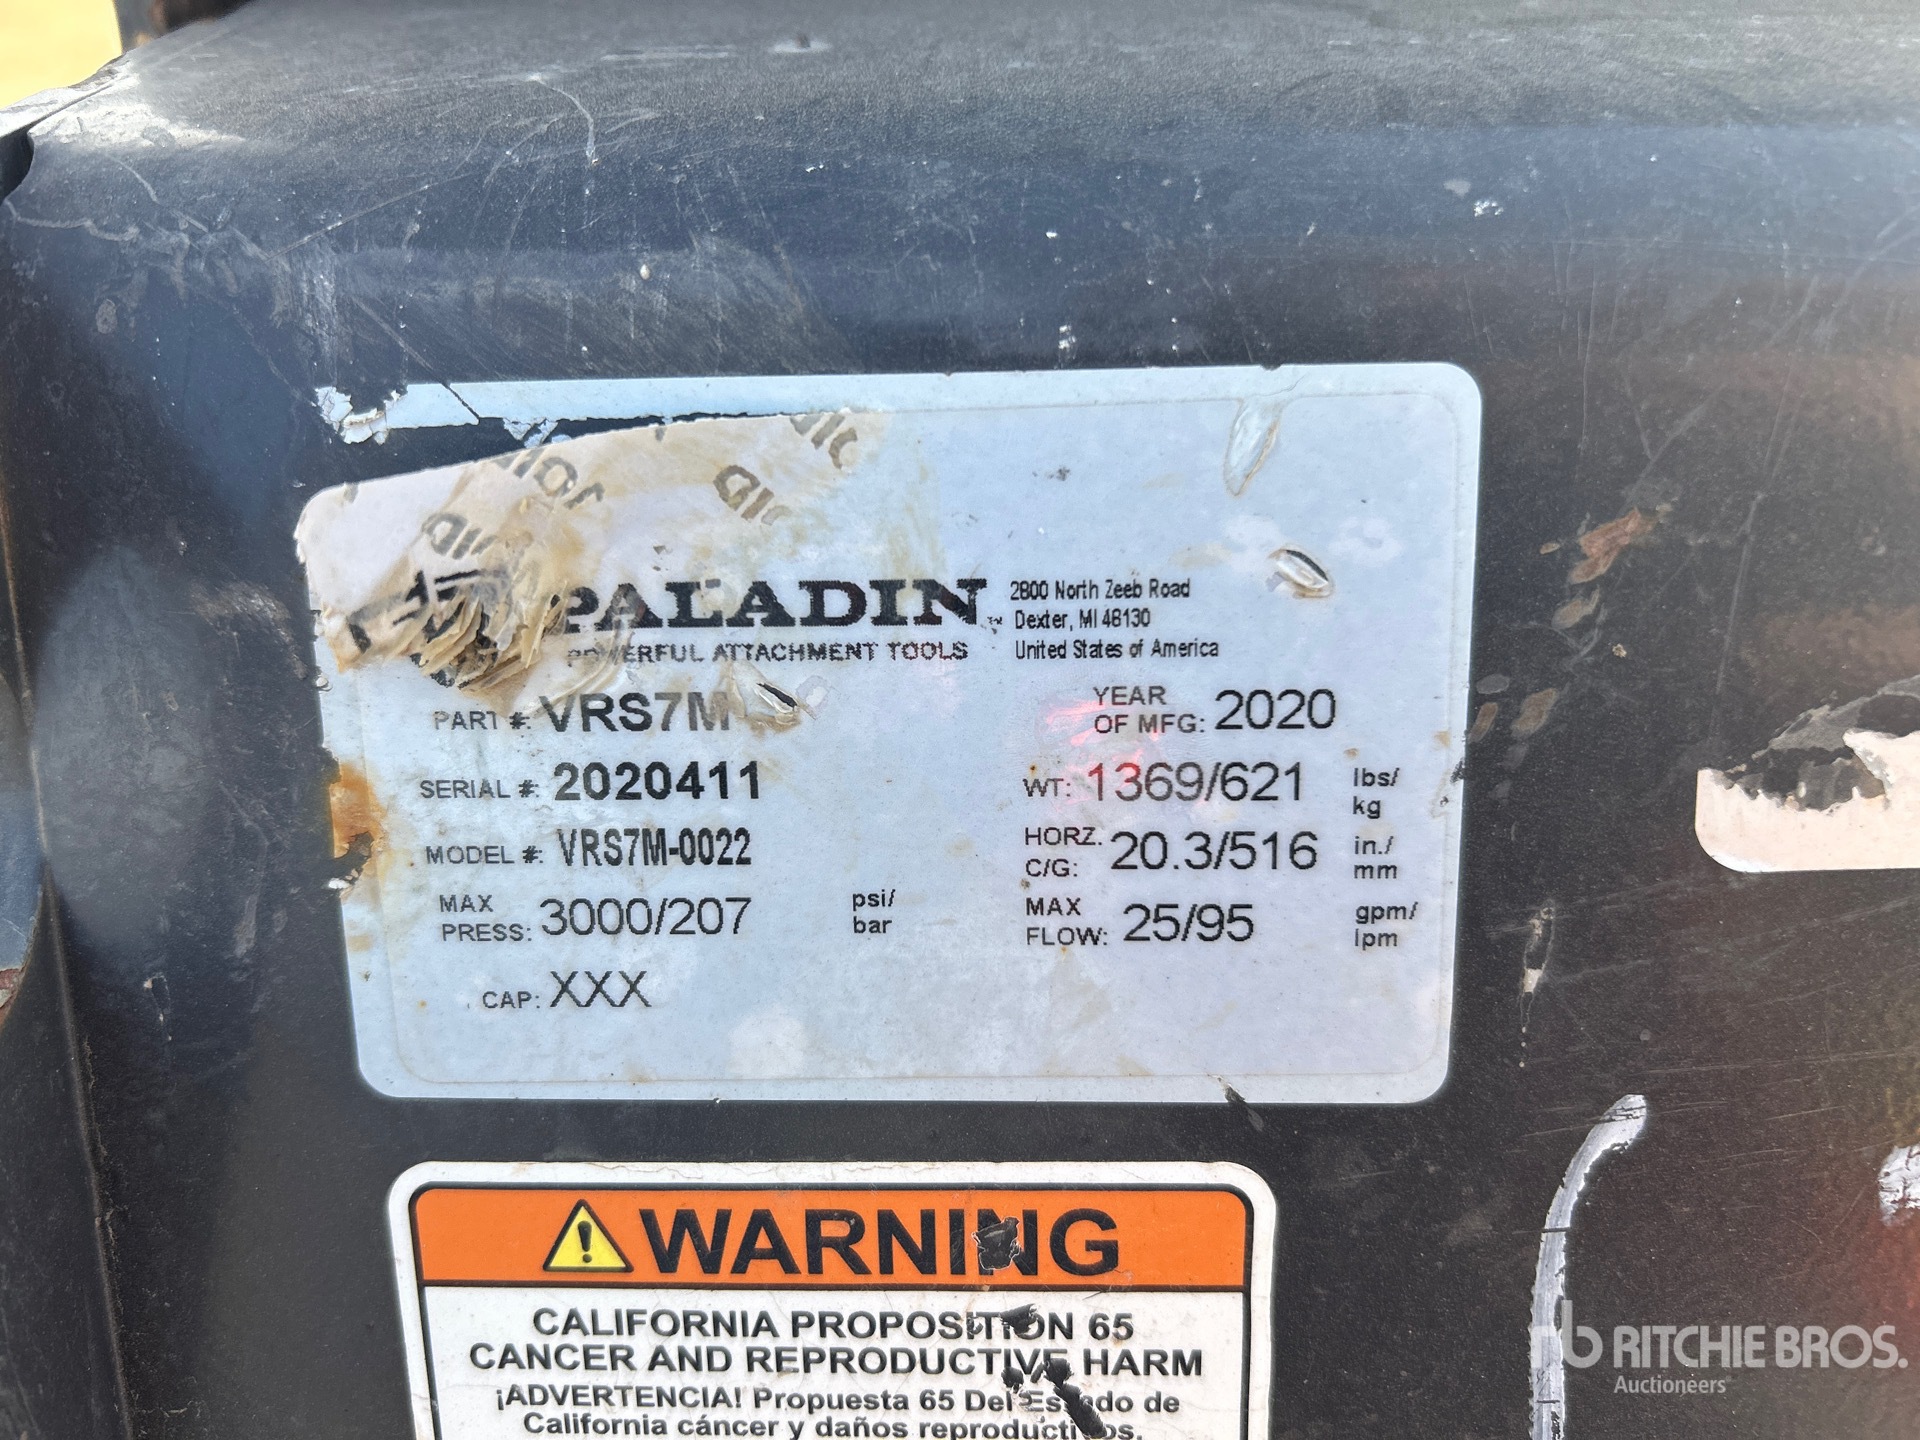 PALADIN
POWERFUL ATTACHMENT TOOLS
2800 North Zeeb Road
Dexter, MI 48130
United States of America
PART #: VRS7M
YEAR OF MFG: 2020
SERIAL #: 2020411
WT: 1369/621 lbs/ kg
MODEL #: VRS7M-0022
HORZ. C/G: 20.3/516 in./ mm
MAX PRESS: 3000/207 psi/ bar
MAX FLOW: 25/95 gpm/ lpm
CAP: XXX
WARNING
CALIFORNIA PROPOSITION 65
CANCER AND REPRODUCTIVE HARM
¡ADVERTENCIA! Propuesta 65 Del Estado de
California cáncer y daños reproductivos.
rb RITCHIE BROS.
Auctioneers